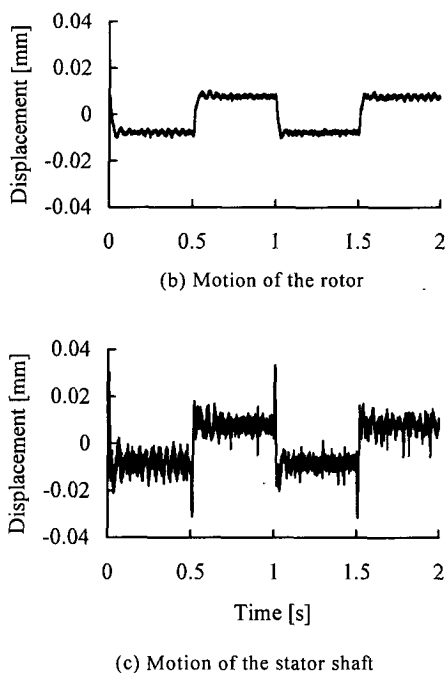 Displacement [mm]
0.04
0.02
0
-0.02
-0.04
0 0.5 1 1.5 2
(b) Motion of the rotor
Displacement [mm]
0.04
0.02
0
-0.02
-0.04
0 0.5 1 1.5 2
Time [s]
(c) Motion of the stator shaft